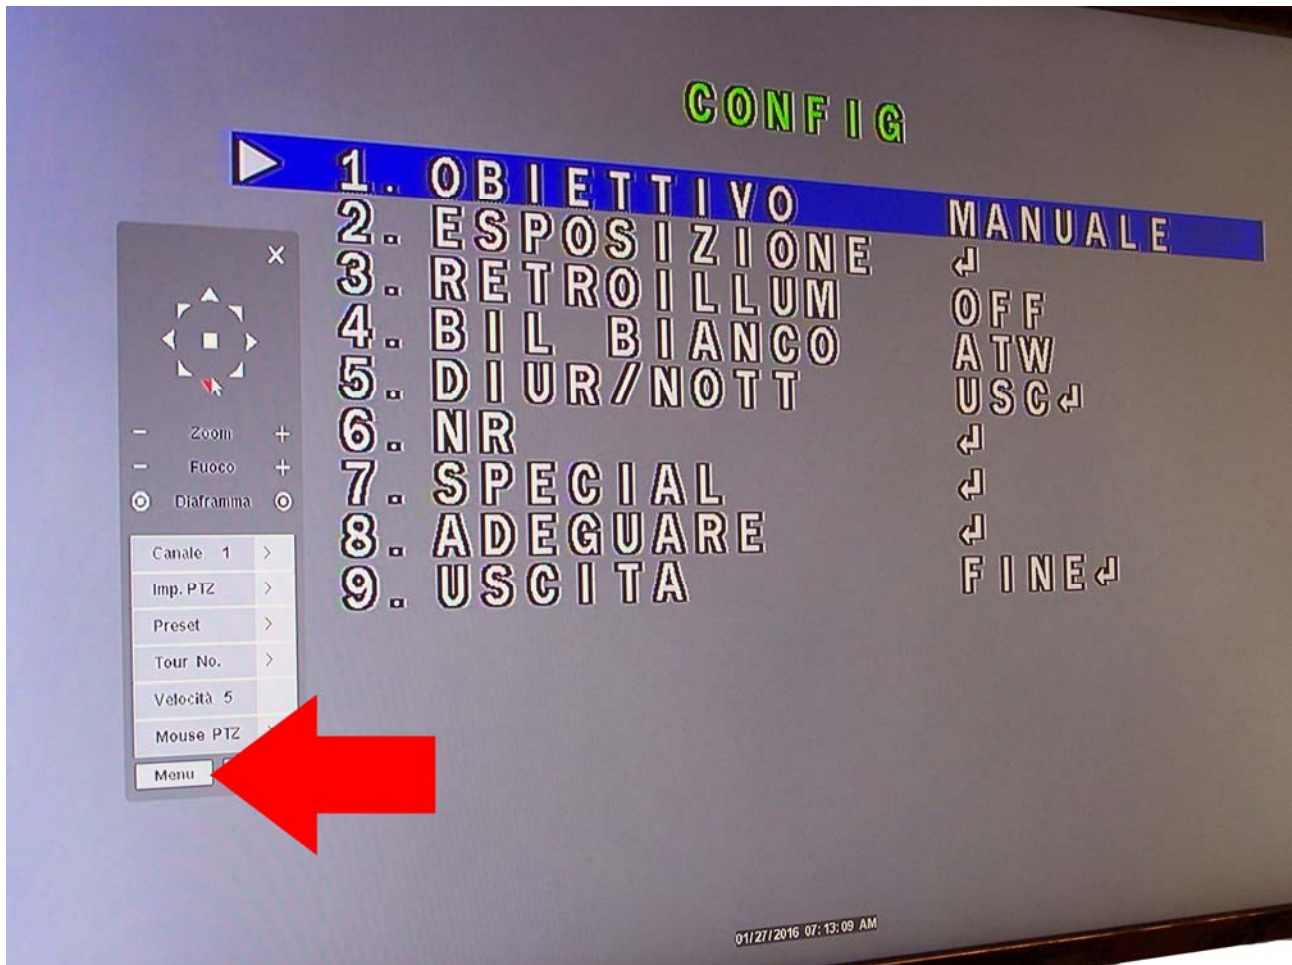 CONFIG
1. OBIETTIVO MANUALE
2. ESPOSIZIONE ↲
3. RETROILLUM OFF
4. BIL BIANCO ATW
5. DIUR/NOTT USC↲
6. NR ↲
7. SPECIAL ↲
8. ADEGUARE ↲
9. USCITA FINE↲
X
- Zoom +
- Fuoco +
Diaframma
Canale 1 >
Imp. PTZ >
Preset >
Tour No. >
Velocità 5
Mouse PTZ
Menu
01/27/2016 07:13:09 AM